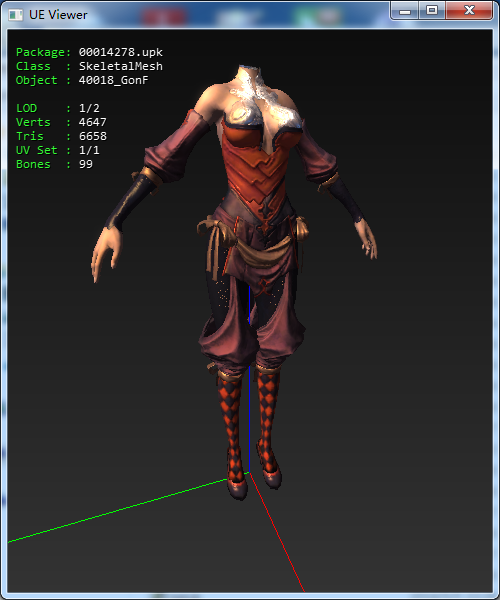 UE Viewer
Package: 00014278.upk
Class : SkeletalMesh
Object : 40018_GonF
LOD : 1/2
Verts : 4647
Tris : 6658
UV Set : 1/1
Bones : 99